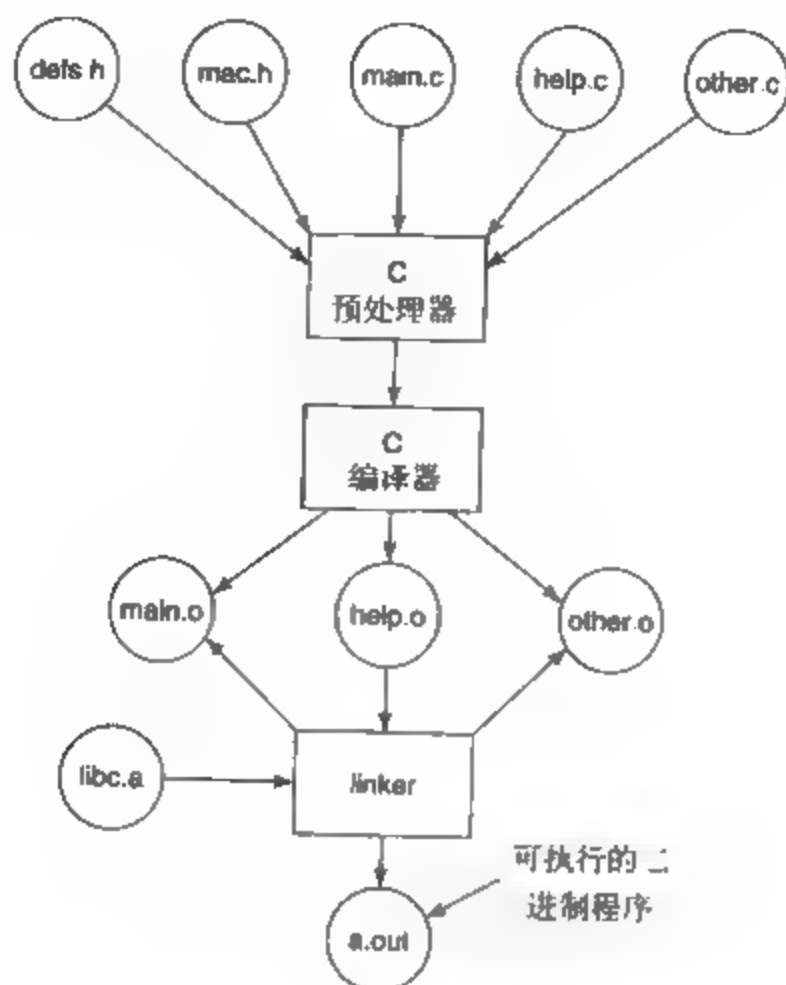 defs.h
mac.h
main.c
help.c
other.c
C
预处理器
C
编译器
main.o
help.o
other.o
libc.a
linker
可执行的二
进制程序
a.out